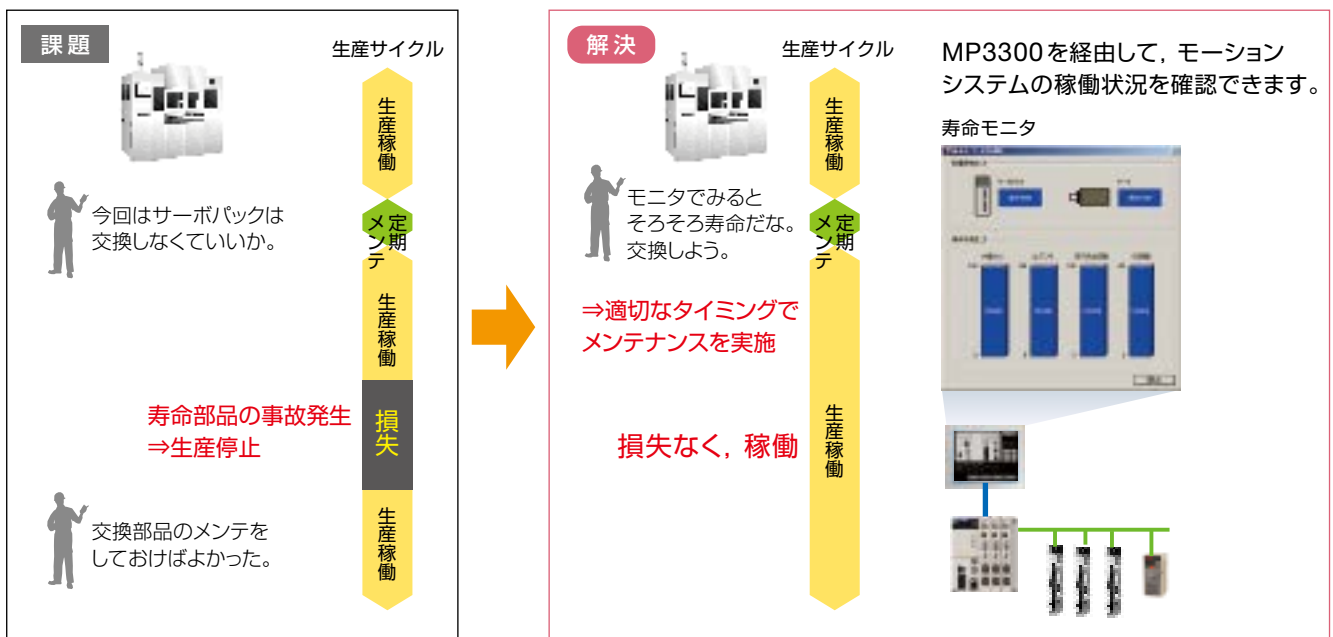 課題
生産サイクル
生産稼働
今回はサーボパックは
交換しなくていいか。
定期
メンテ
生産稼働
寿命部品の事故発生
⇒生産停止
損失
交換部品のメンテを
しておけばよかった。
生産稼働
解決
生産サイクル
生産稼働
モニタでみると
そろそろ寿命だな。
交換しよう。
定期
メンテ
⇒適切なタイミングで
メンテナンスを実施
損失なく, 稼働
生産稼働
MP3300を経由して, モーション
システムの稼働状況を確認できます。
寿命モニタ